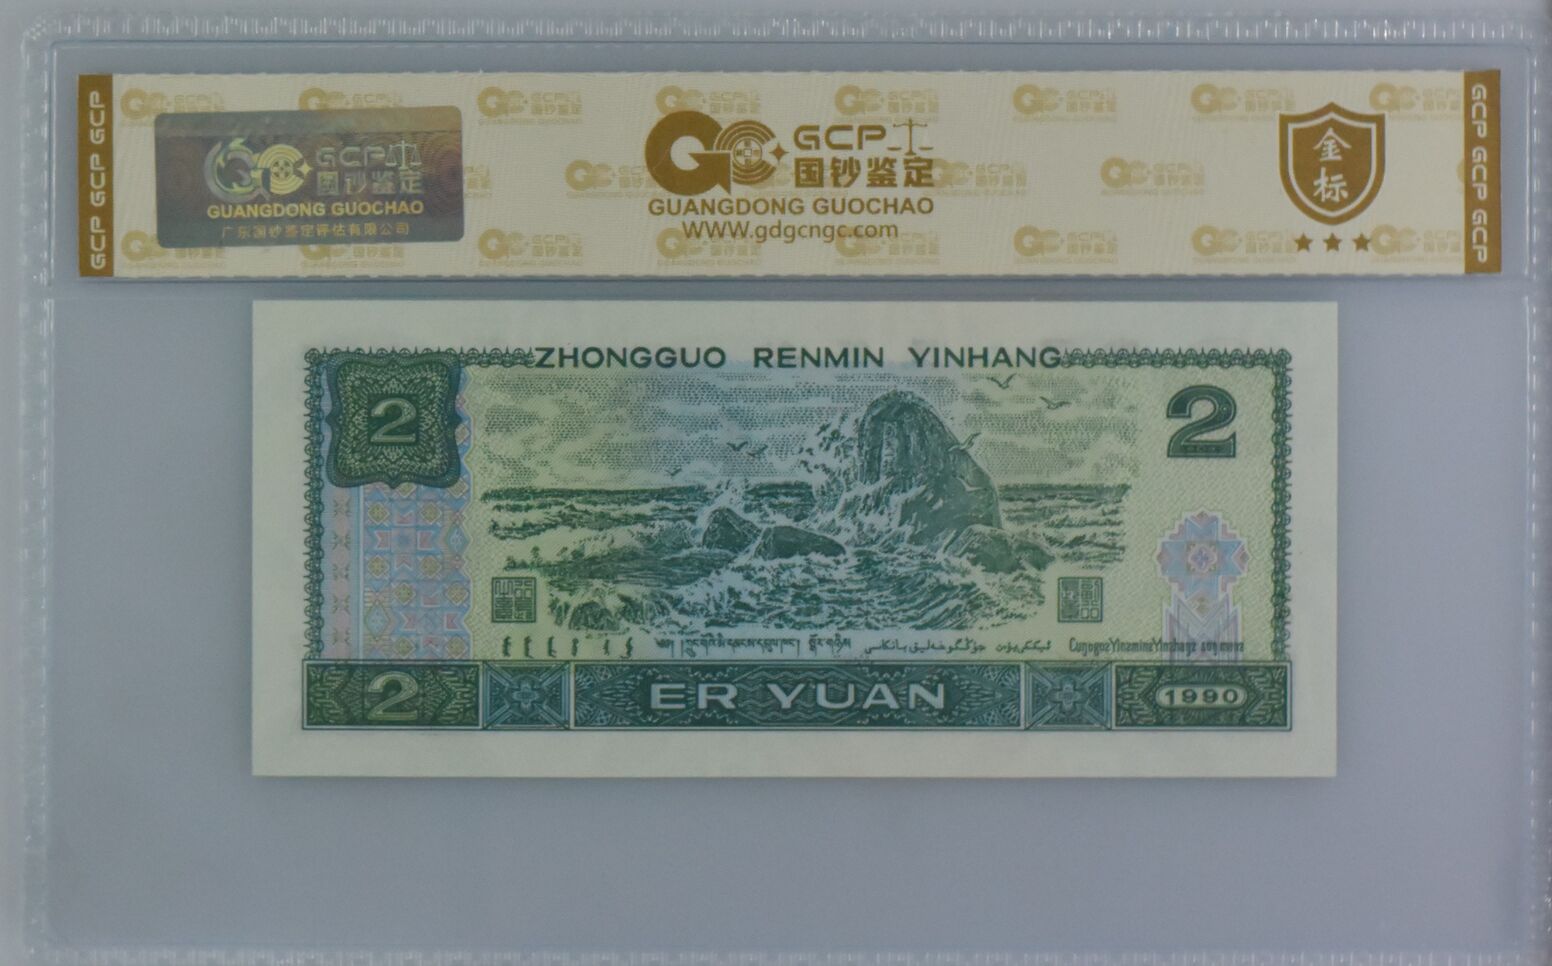 GCP GCP GCP
GCP
国钞鉴定
GUANGDONG GUOCHAO
广东国钞鉴定评估有限公司
GCP
国钞鉴定
GUANGDONG GUOCHAO
WWW.gdgcngc.com
金标
GCP GCP GCP
ZHONGGUO RENMIN YINHANG
2
2
2 ER YUAN 1990